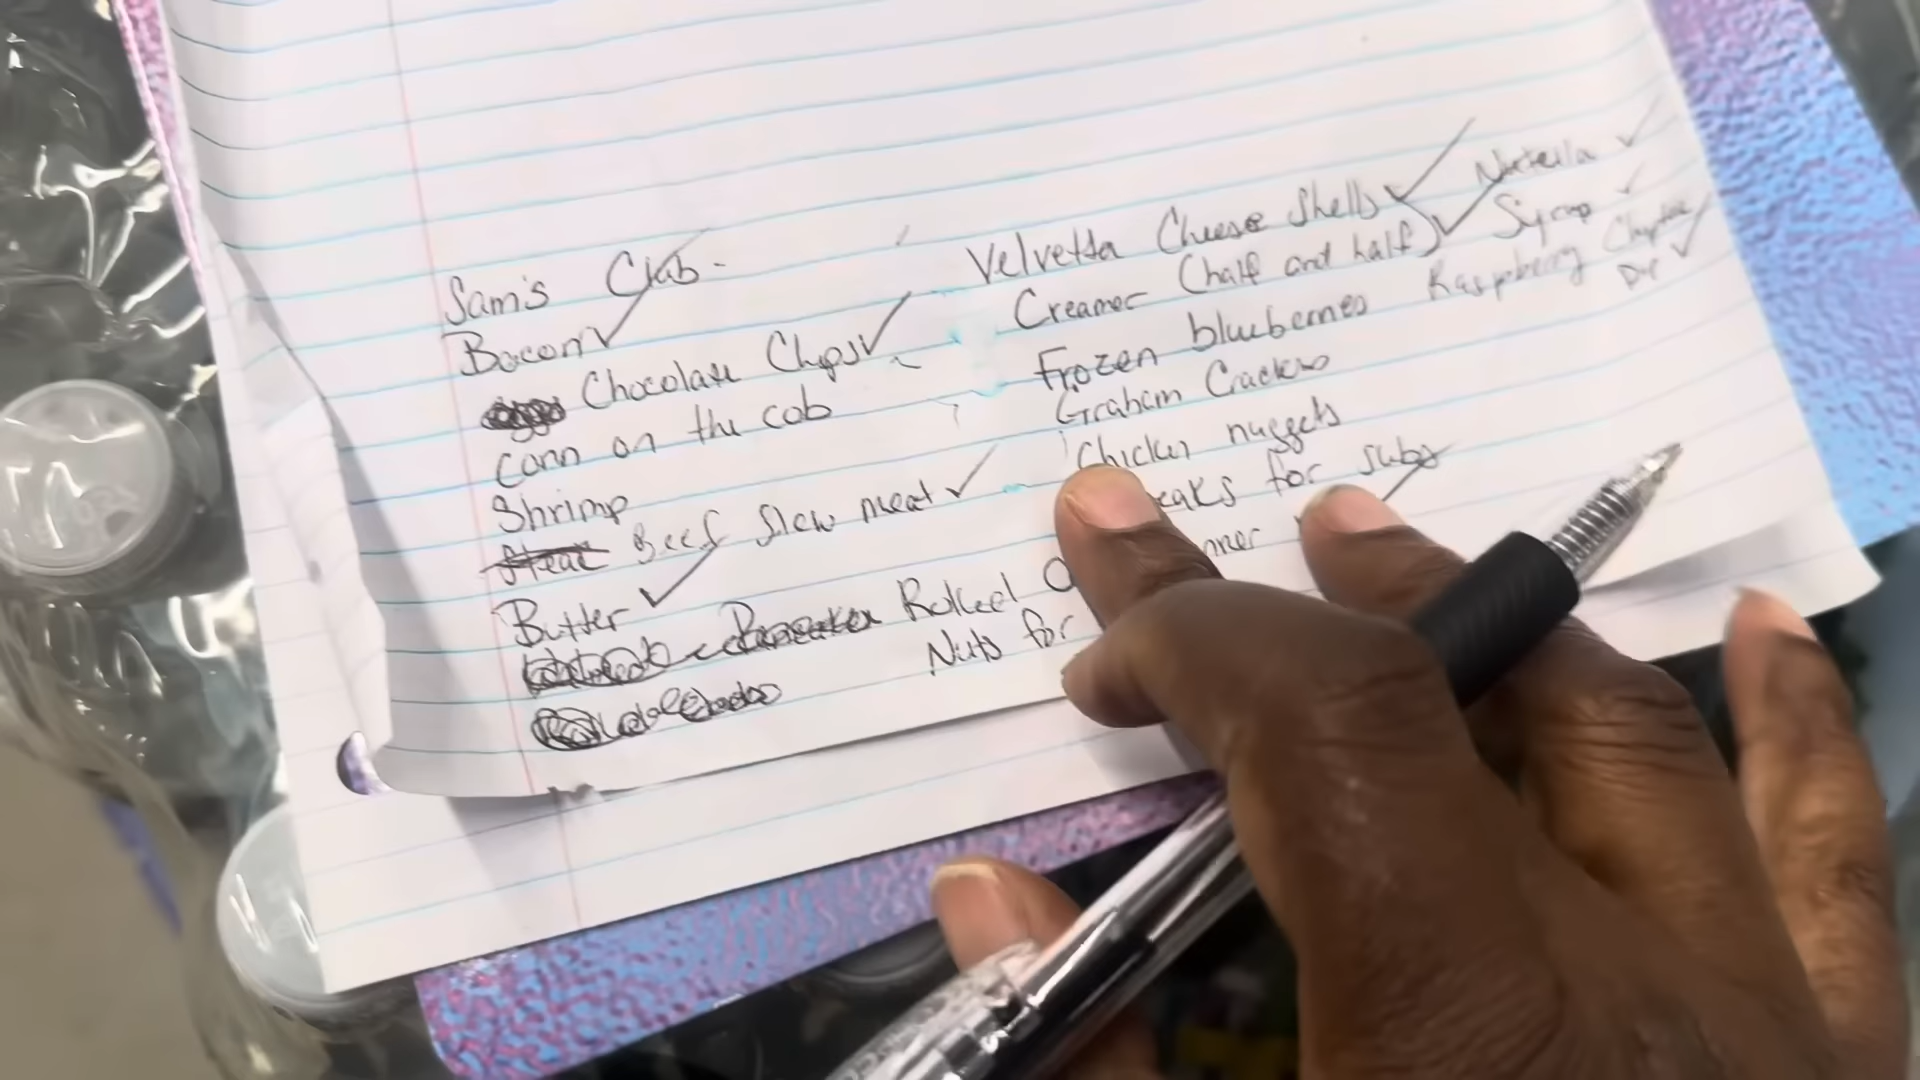 Sam's Club -
Bacon ✓
Chocolate Chips ✓
Corn on the cob
Shrimp
Steak Beef Stew meat ✓
Butter ✓
Rolled
Nuts for
Velvetta Cheese Shells ✓
Creamer (half and half) ✓
Frozen blueberries
Graham Crackers
Chicken nuggets
eaks for subs ✓
nner
Nutella ✓
Syrup ✓
Raspberry Chipotle
Dip ✓